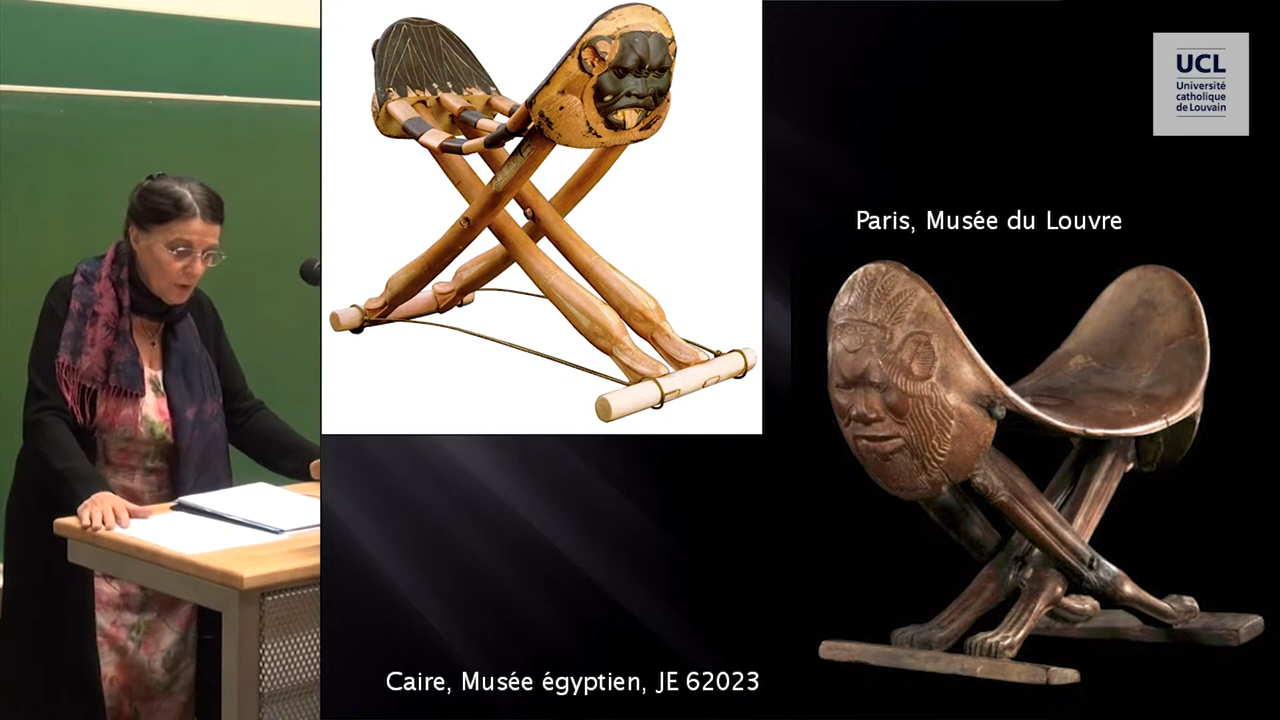 UCL
Université
catholique
de Louvain
Paris, Musée du Louvre
Caire, Musée égyptien, JE 62023